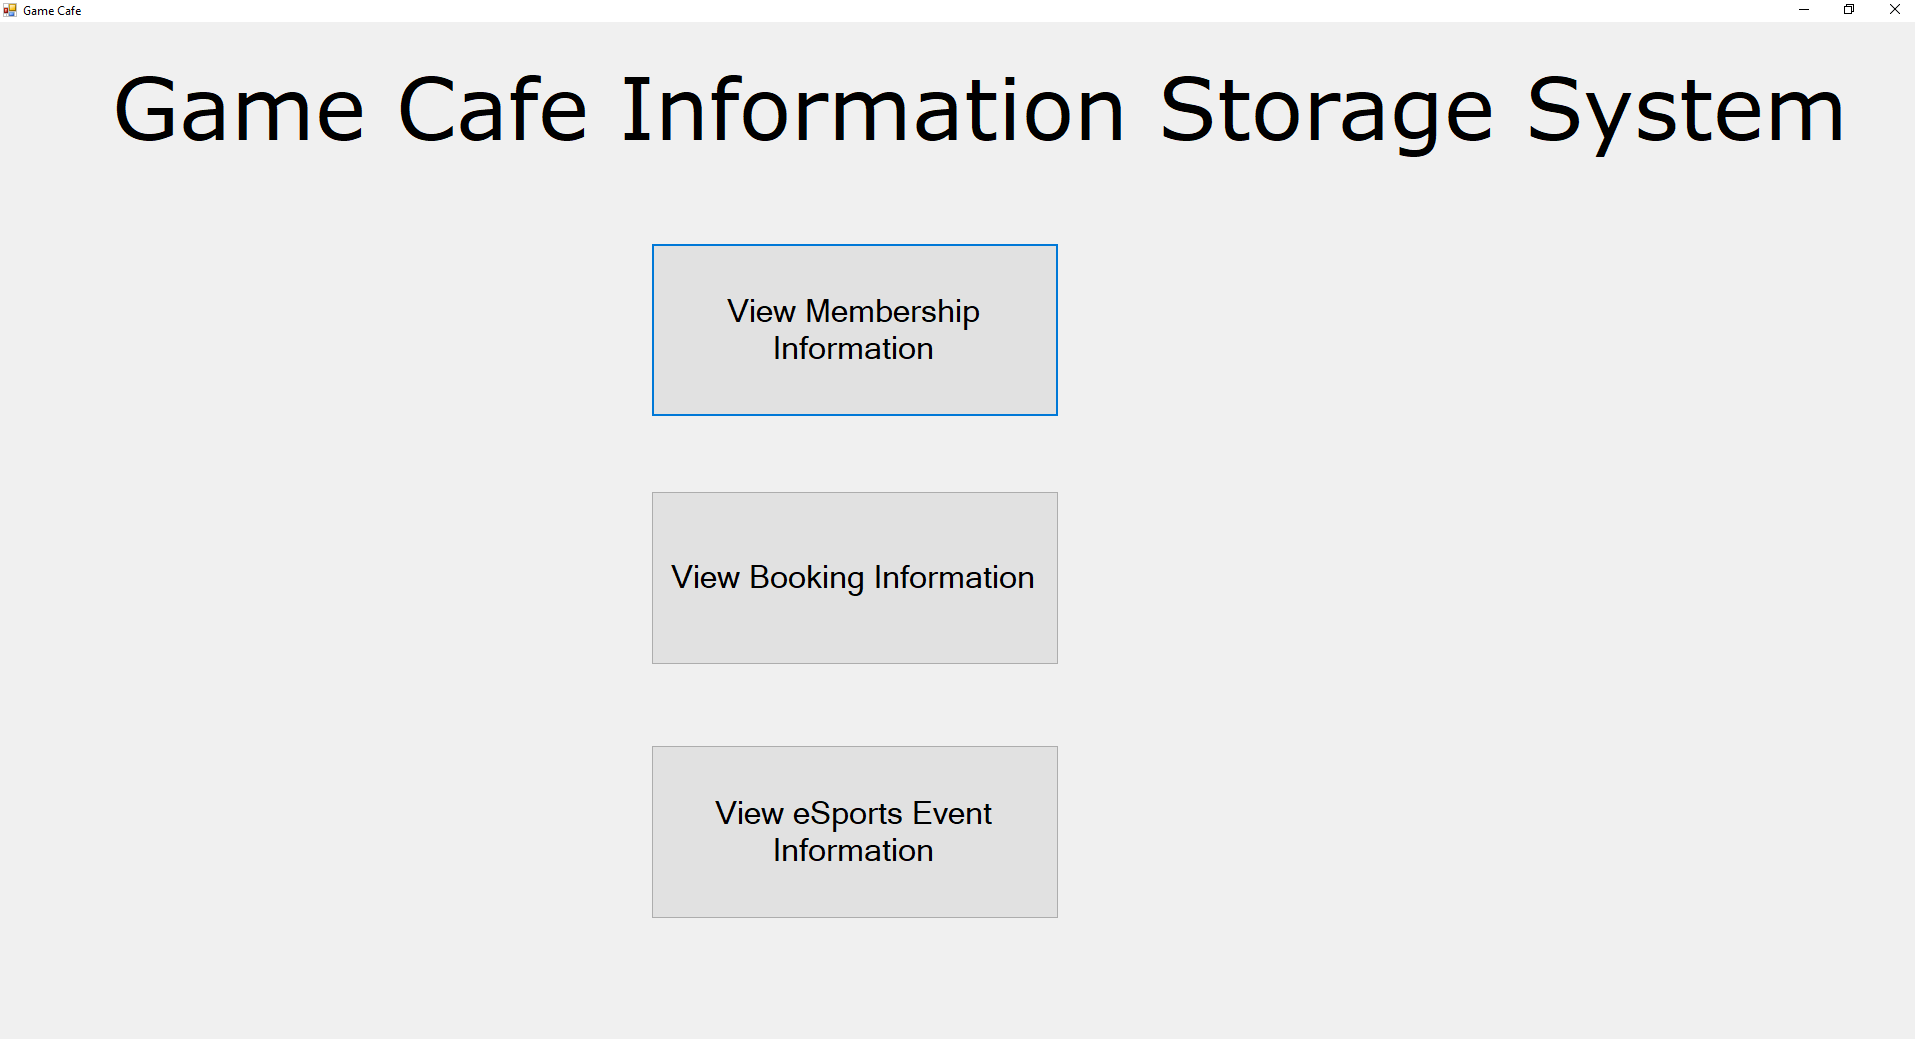 Game Cafe
Game Cafe Information Storage System
View Membership
Information
View Booking Information
View eSports Event
Information